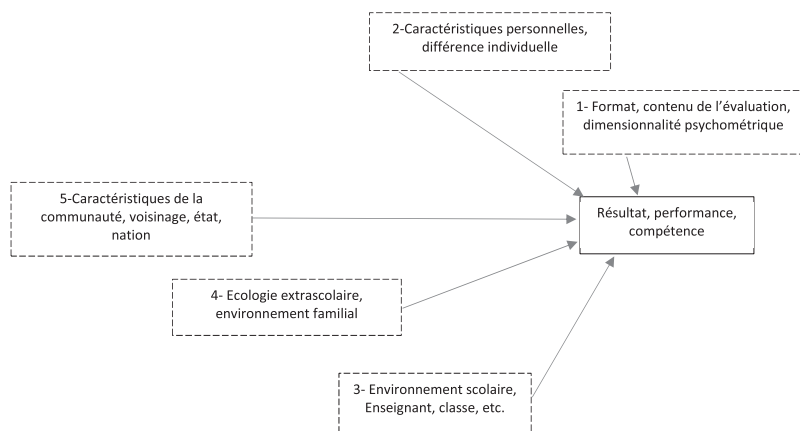 2-Caractéristiques personnelles,
différence individuelle
1- Format, contenu de l’évaluation,
dimensionnalité psychométrique
5-Caractéristiques de la
communauté, voisinage, état,
nation
Résultat, performance,
compétence
4- Ecologie extrascolaire,
environnement familial
3- Environnement scolaire,
Enseignant, classe, etc.